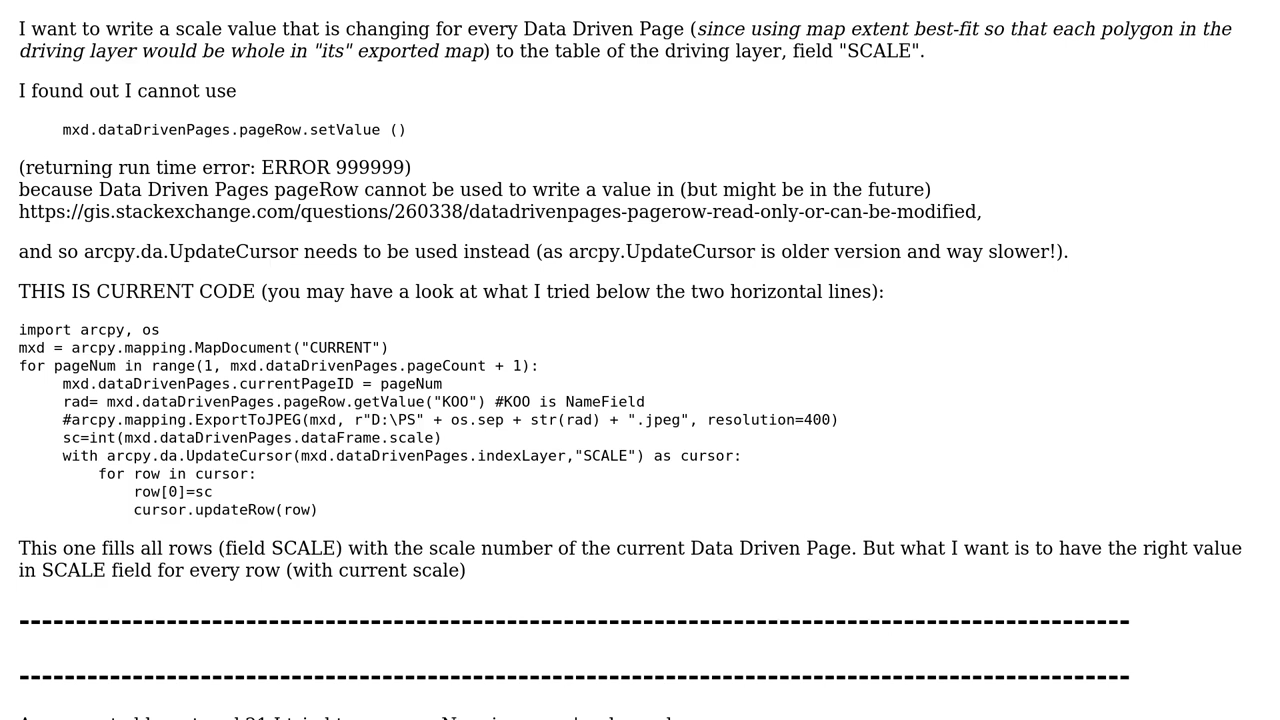 I want to write a scale value that is changing for every Data Driven Page (since using map extent best-fit so that each polygon in the
driving layer would be whole in "its" exported map) to the table of the driving layer, field "SCALE".
I found out I cannot use
mxd.dataDrivenPages.pageRow.setValue ()
(returning run time error: ERROR 999999)
because Data Driven Pages pageRow cannot be used to write a value in (but might be in the future)
https://gis.stackexchange.com/questions/260338/datadrivenpages-pagerow-read-only-or-can-be-modified,
and so arcpy.da.UpdateCursor needs to be used instead (as arcpy.UpdateCursor is older version and way slower!).
THIS IS CURRENT CODE (you may have a look at what I tried below the two horizontal lines):
import arcpy, os
mxd = arcpy.mapping.MapDocument("CURRENT")
for pageNum in range(1, mxd.dataDrivenPages.pageCount + 1):
     mxd.dataDrivenPages.currentPageID = pageNum
     rad= mxd.dataDrivenPages.pageRow.getValue("KOO") #KOO is NameField
     #arcpy.mapping.ExportToJPEG(mxd, r"D:\PS" + os.sep + str(rad) + ".jpeg", resolution=400)
     sc=int(mxd.dataDrivenPages.dataFrame.scale)
     with arcpy.da.UpdateCursor(mxd.dataDrivenPages.indexLayer,"SCALE") as cursor:
         for row in cursor:
             row[0]=sc
             cursor.updateRow(row)
This one fills all rows (field SCALE) with the scale number of the current Data Driven Page. But what I want is to have the right value
in SCALE field for every row (with current scale)